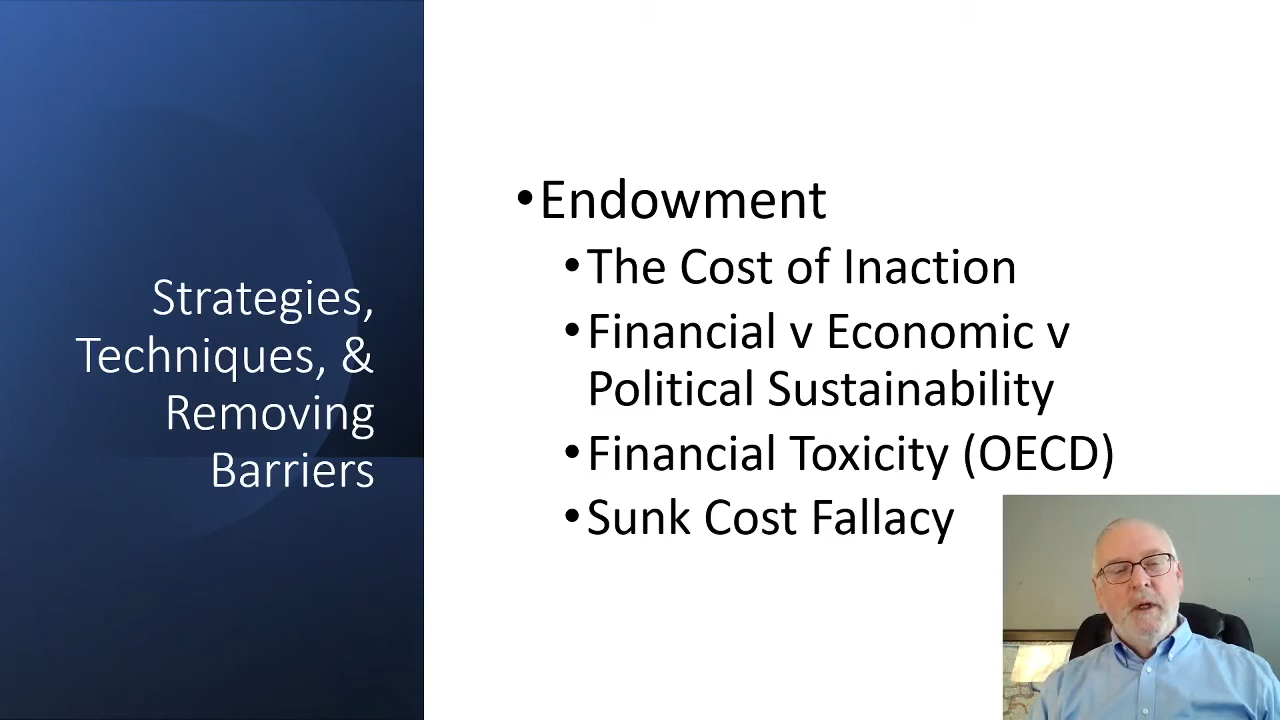 Strategies,
Techniques, &
Removing
Barriers
•Endowment
•The Cost of Inaction
•Financial v Economic v
Political Sustainability
•Financial Toxicity (OECD)
•Sunk Cost Fallacy